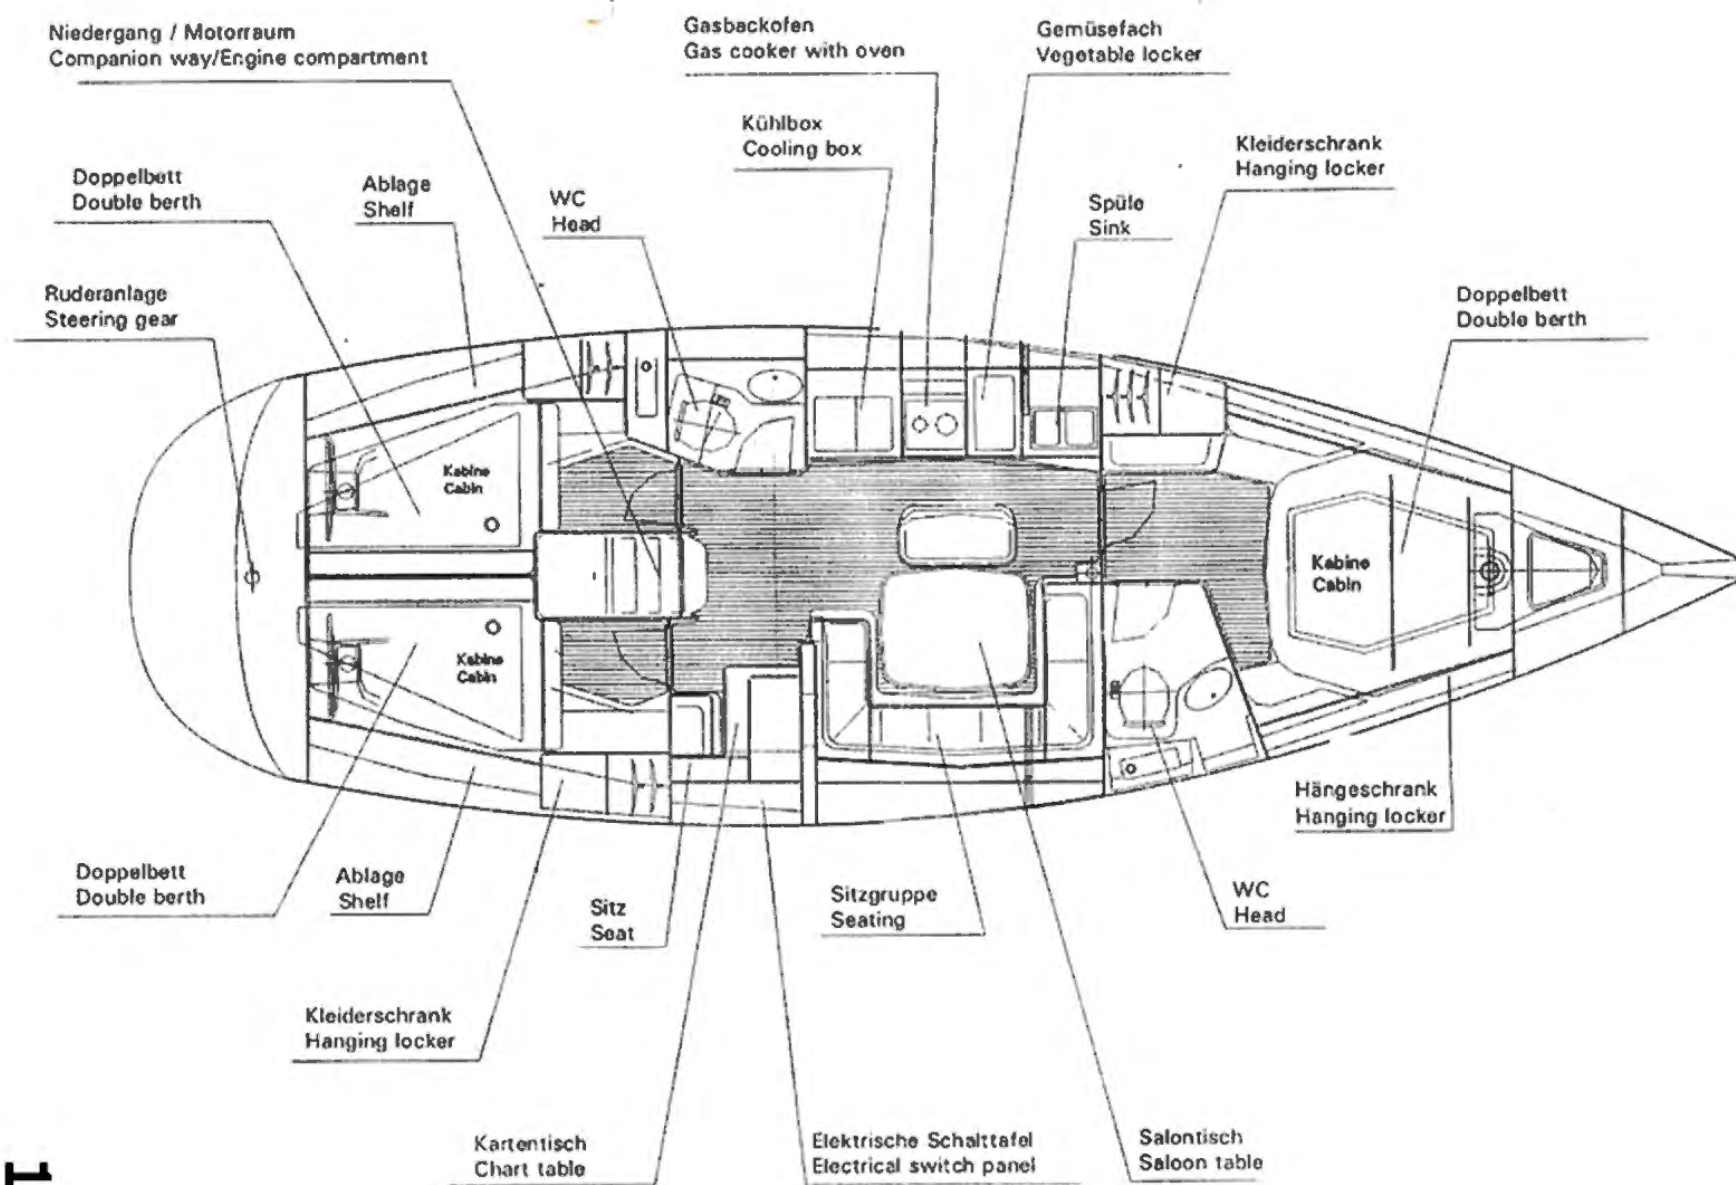 Niedergang / Motorraum
Companion way/Engine compartment
Gasbackofen
Gas cooker with oven
Gemüsefach
Vegetable locker
Kühlbox
Cooling box
Kleiderschrank
Hanging locker
Doppelbett
Double berth
Ablage
Shelf
WC
Head
Spüle
Sink
Ruderanlage
Steering gear
Doppelbett
Double berth
Kabine
Cabin
Kabine
Cabin
Kabine
Cabin
Hängeschrank
Hanging locker
Doppelbett
Double berth
Ablage
Shelf
Sitz
Seat
Sitzgruppe
Seating
WC
Head
Kleiderschrank
Hanging locker
Kartentisch
Chart table
Elektrische Schalttafel
Electrical switch panel
Salontisch
Saloon table
1